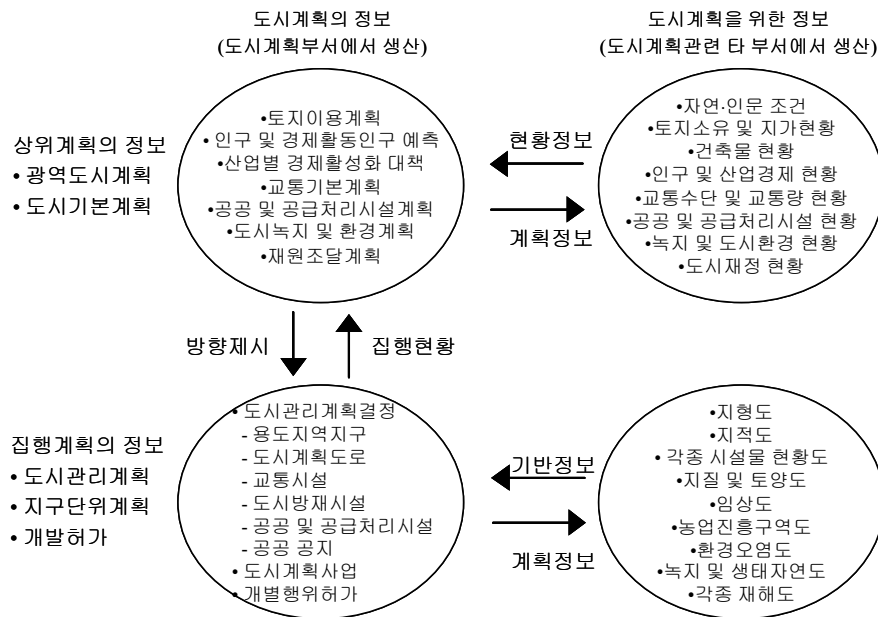 도시계획의 정보
(도시계획부서에서 생산)
도시계획을 위한 정보
(도시계획관련 타 부서에서 생산)
상위계획의 정보
• 광역도시계획
• 도시기본계획
•토지이용계획
• 인구 및 경제활동인구 예측
•산업별 경제활성화 대책
•교통기본계획
•공공 및 공급처리시설계획
•도시녹지 및 환경계획
•재원조달계획
현황정보
계획정보
•자연·인문 조건
•토지소유 및 지가현황
•건축물 현황
•인구 및 산업경제 현황
•교통수단 및 교통량 현황
•공공 및 공급처리시설 현황
•녹지 및 도시환경 현황
•도시재정 현황
방향제시
집행현황
집행계획의 정보
• 도시관리계획
• 지구단위계획
• 개발허가
• 도시관리계획결정
- 용도지역지구
- 도시계획도로
- 교통시설
- 도시방재시설
- 공공 및 공급처리시설
- 공공 공지
• 도시계획사업
• 개별행위허가
기반정보
계획정보
•지형도
•지적도
• 각종 시설물 현황도
•지질 및 토양도
•임상도
•농업진흥구역도
•환경오염도
•녹지 및 생태자연도
•각종 재해도